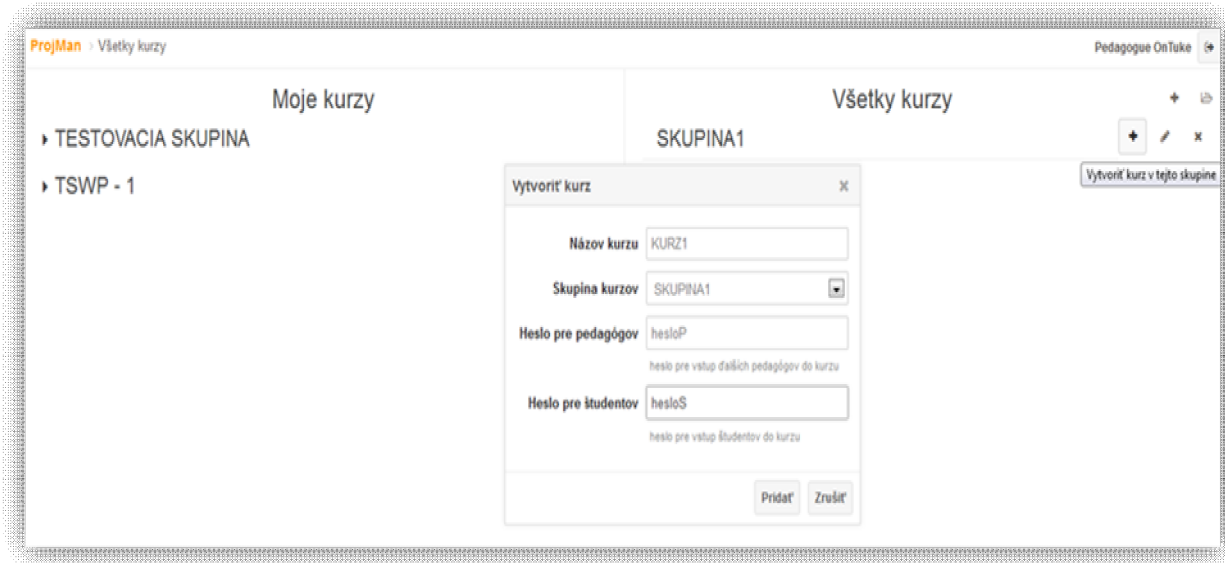 ProjMan › Všetky kurzy
Pedagogue OnTuke
Moje kurzy
Všetky kurzy
TESTOVACIA SKUPINA
SKUPINA1
Vytvoriť kurz v tejto skupine
TSWP - 1
Vytvoriť kurz
Názov kurzu KURZ1
Skupina kurzov SKUPINA1
Heslo pre pedagógov hesloP
heslo pre vstup ďalších pedagógov do kurzu
Heslo pre študentov hesloS
heslo pre vstup študentov do kurzu
Pridať Zrušiť